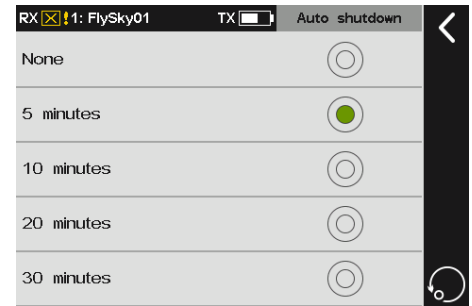 RX ! 1: FlySky01 TX Auto shutdown
None
5 minutes
10 minutes
20 minutes
30 minutes